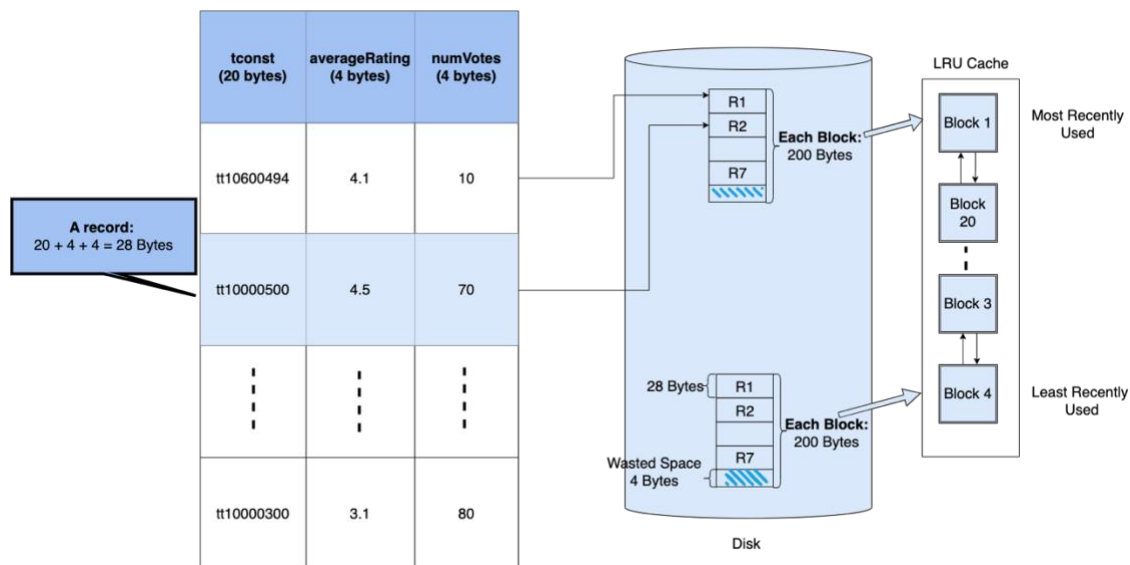 tconst
(20 bytes)
averageRating
(4 bytes)
numVotes
(4 bytes)
tt10600494
4.1
10
A record:
20 + 4 + 4 = 28 Bytes
tt10000500
4.5
70
tt10000300
3.1
80
R1
R2
R7
Each Block:
200 Bytes
28 Bytes
R1
R2
R7
Wasted Space
4 Bytes
Each Block:
200 Bytes
Disk
LRU Cache
Block 1
Most Recently
Used
Block
20
Block 3
Block 4
Least Recently
Used